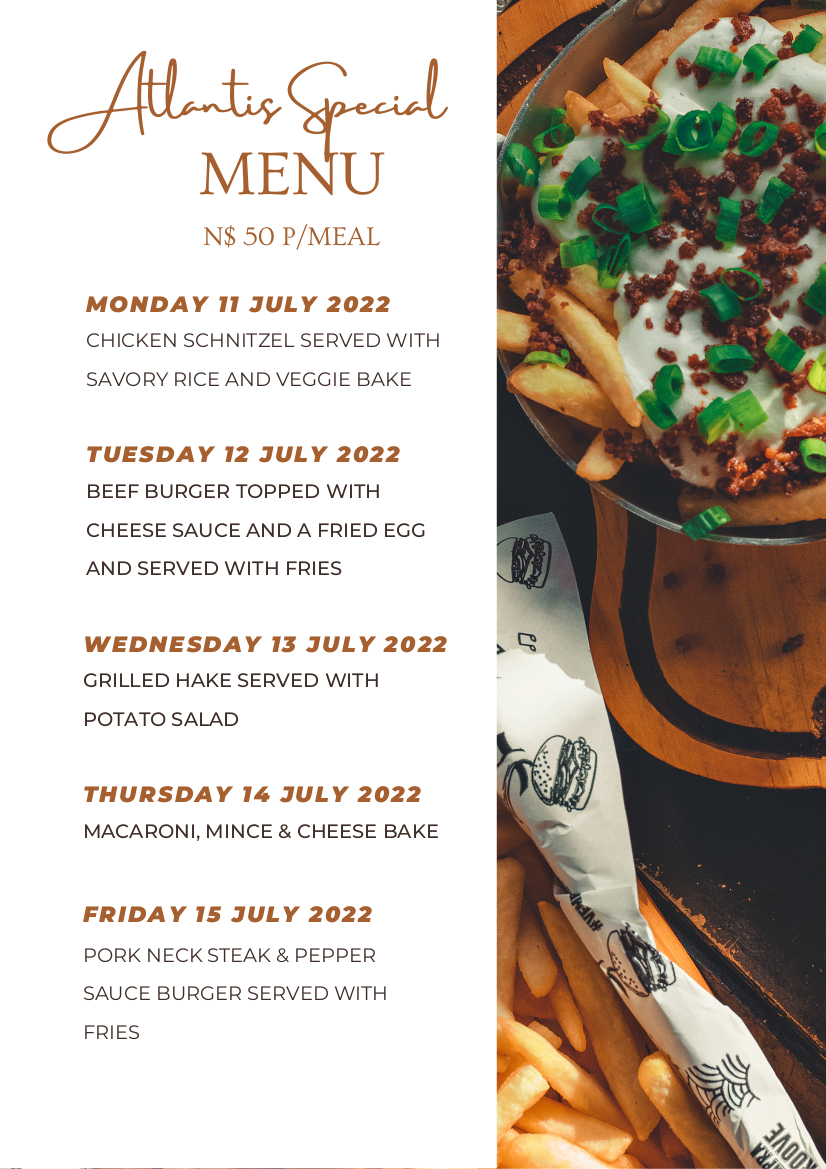 Atlantis Special
MENU
N$ 50 P/MEAL
MONDAY 11 JULY 2022
CHICKEN SCHNITZEL SERVED WITH
SAVORY RICE AND VEGGIE BAKE
TUESDAY 12 JULY 2022
BEEF BURGER TOPPED WITH
CHEESE SAUCE AND A FRIED EGG
AND SERVED WITH FRIES
WEDNESDAY 13 JULY 2022
GRILLED HAKE SERVED WITH
POTATO SALAD
THURSDAY 14 JULY 2022
MACARONI, MINCE & CHEESE BAKE
FRIDAY 15 JULY 2022
PORK NECK STEAK & PEPPER
SAUCE BURGER SERVED WITH
FRIES